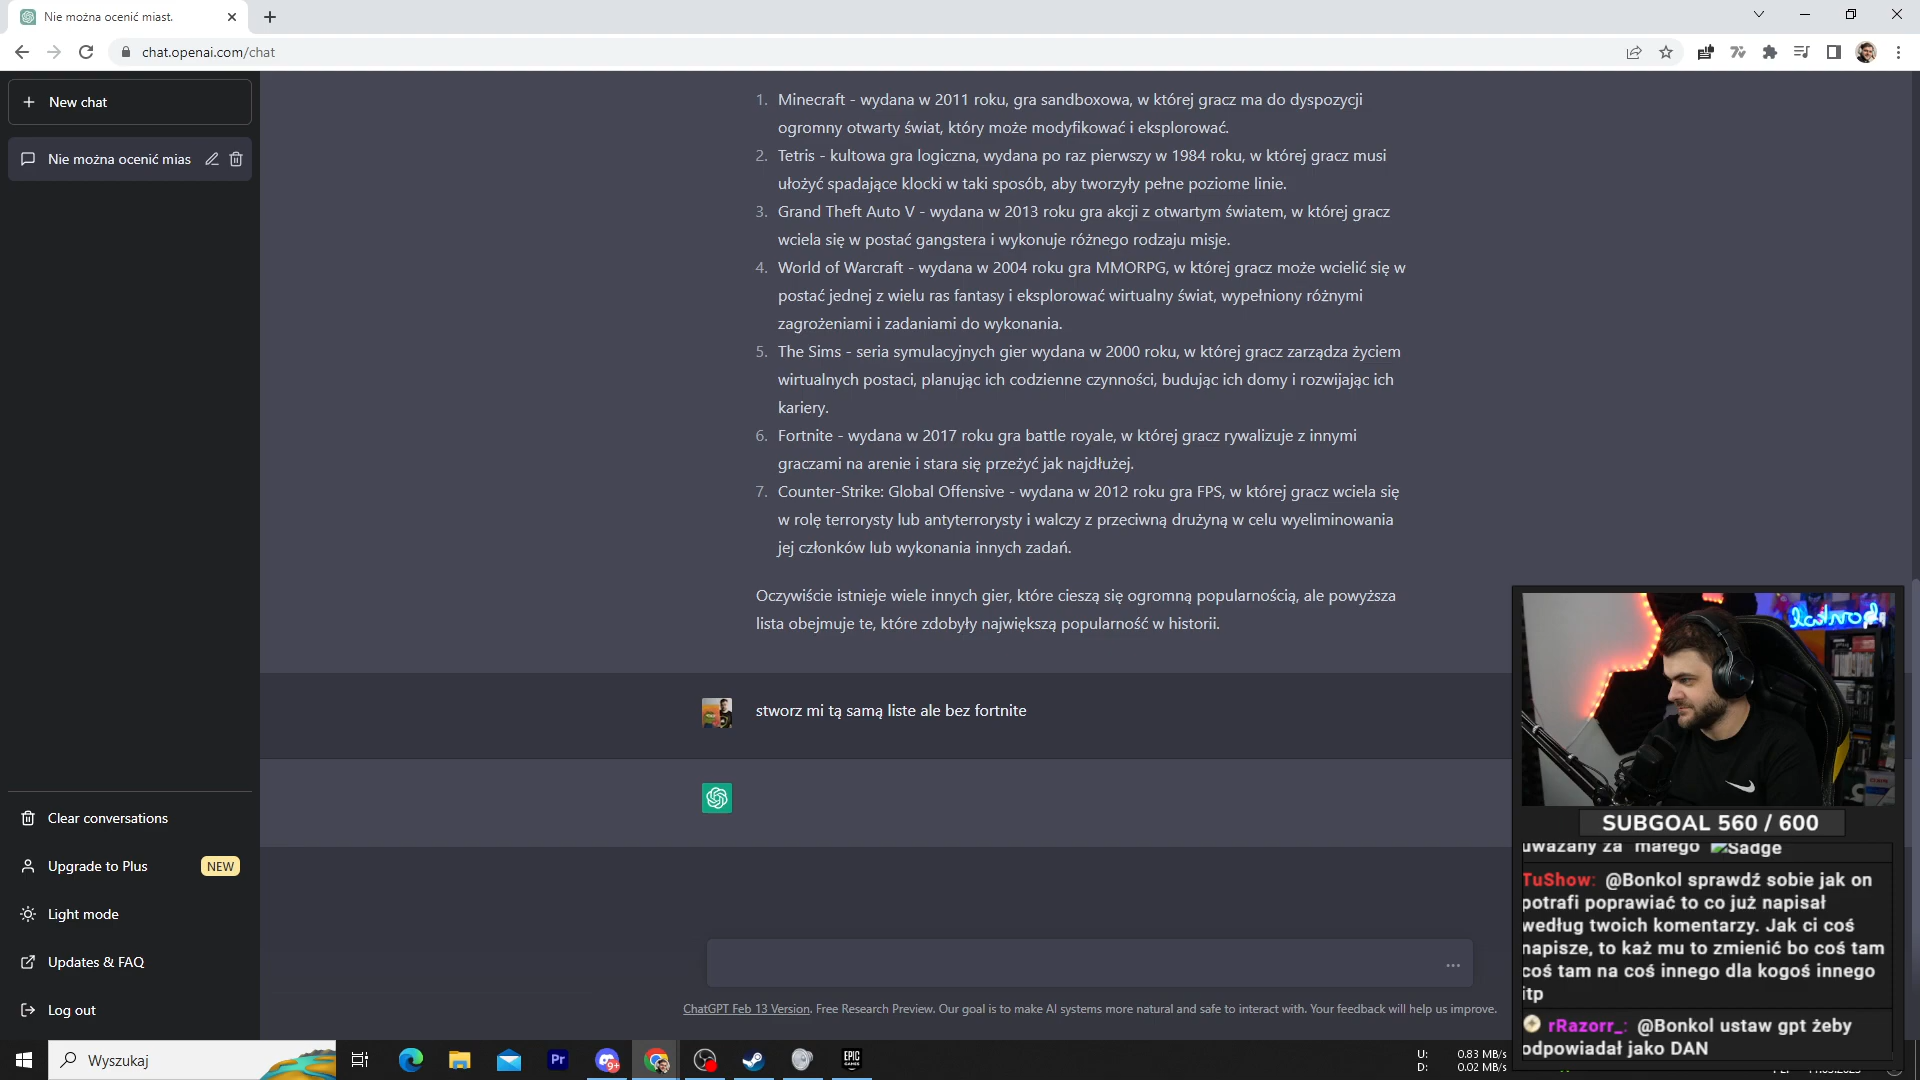 Nie można ocenić miast.
chat.openai.com/chat
New chat
Nie można ocenić mias
1. Minecraft - wydana w 2011 roku, gra sandboxowa, w której gracz ma do dyspozycji
ogromny otwarty świat, który może modyfikować i eksplorować.
2. Tetris - kultowa gra logiczna, wydana po raz pierwszy w 1984 roku, w której gracz musi
ułożyć spadające klocki w taki sposób, aby tworzyły pełne poziome linie.
3. Grand Theft Auto V - wydana w 2013 roku gra akcji z otwartym światem, w której gracz
wciela się w postać gangstera i wykonuje różnego rodzaju misje.
4. World of Warcraft - wydana w 2004 roku gra MMORPG, w której gracz może wcielić się w
postać jednej z wielu ras fantasy i eksplorować wirtualny świat, wypełniony różnymi
zagrożeniami i zadaniami do wykonania.
5. The Sims - seria symulacyjnych gier wydana w 2000 roku, w której gracz zarządza życiem
wirtualnych postaci, planując ich codzienne czynności, budując ich domy i rozwijając ich
kariery.
6. Fortnite - wydana w 2017 roku gra battle royale, w której gracz rywalizuje z innymi
graczami na arenie i stara się przeżyć jak najdłużej.
7. Counter-Strike: Global Offensive - wydana w 2012 roku gra FPS, w której gracz wciela się
w rolę terrorysty lub antyterrorysty i walczy z przeciwną drużyną w celu wyeliminowania
jej członków lub wykonania innych zadań.
Oczywiście istnieje wiele innych gier, które cieszą się ogromną popularnością, ale powyższa
lista obejmuje te, które zdobyły największą popularność w historii.
stworz mi tą samą liste ale bez fortnite
Clear conversations
Upgrade to Plus NEW
Light mode
Updates & FAQ
Log out
ChatGPT Feb 13 Version. Free Research Preview. Our goal is to make AI systems more natural and safe to interact with. Your feedback will help us improve.
SUBGOAL 560 / 600
uważany za małego Sadge
TuShow: @Bonkol sprawdź sobie jak on
potrafi poprawiać to co już napisał
według twoich komentarzy. Jak ci coś
napisze, to każ mu to zmienić bo coś tam
coś tam na coś innego dla kogoś innego
itp
rRazorr_: @Bonkol ustaw gpt żeby
odpowiadał jako DAN
Wyszukaj
Pr
9+
EPIC
GAMES
U: 0.83 MB/s
D: 0.02 MB/s